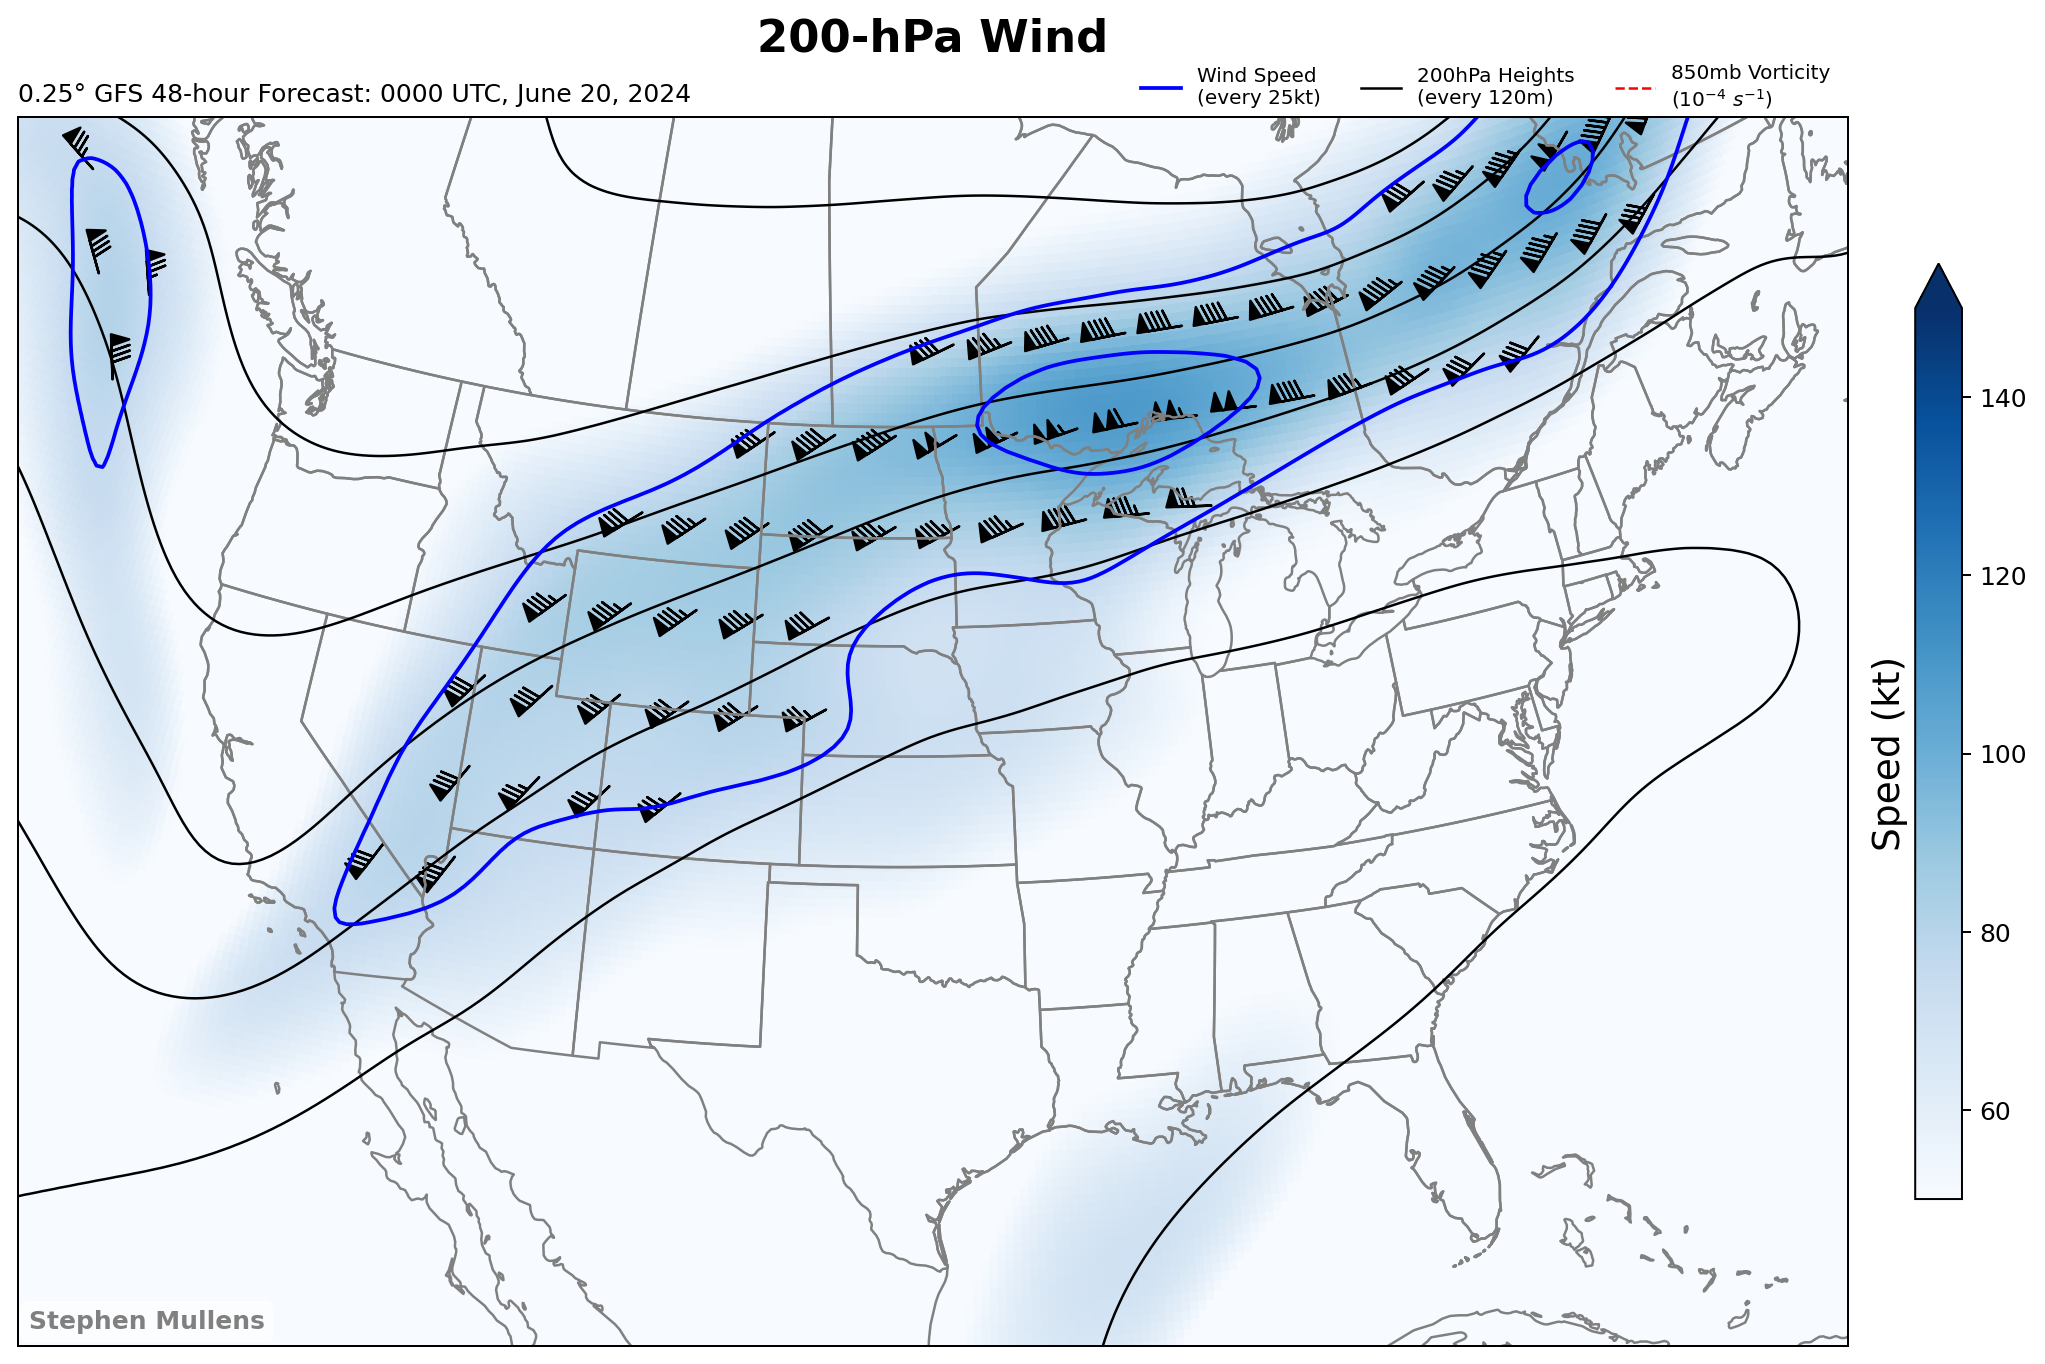 200-hPa Wind
0.25° GFS 48-hour Forecast: 0000 UTC, June 20, 2024
Wind Speed
(every 25kt)
200hPa Heights
(every 120m)
850mb Vorticity
(10⁻⁴ s⁻¹)
140
120
100
80
60
Speed (kt)
Stephen Mullens